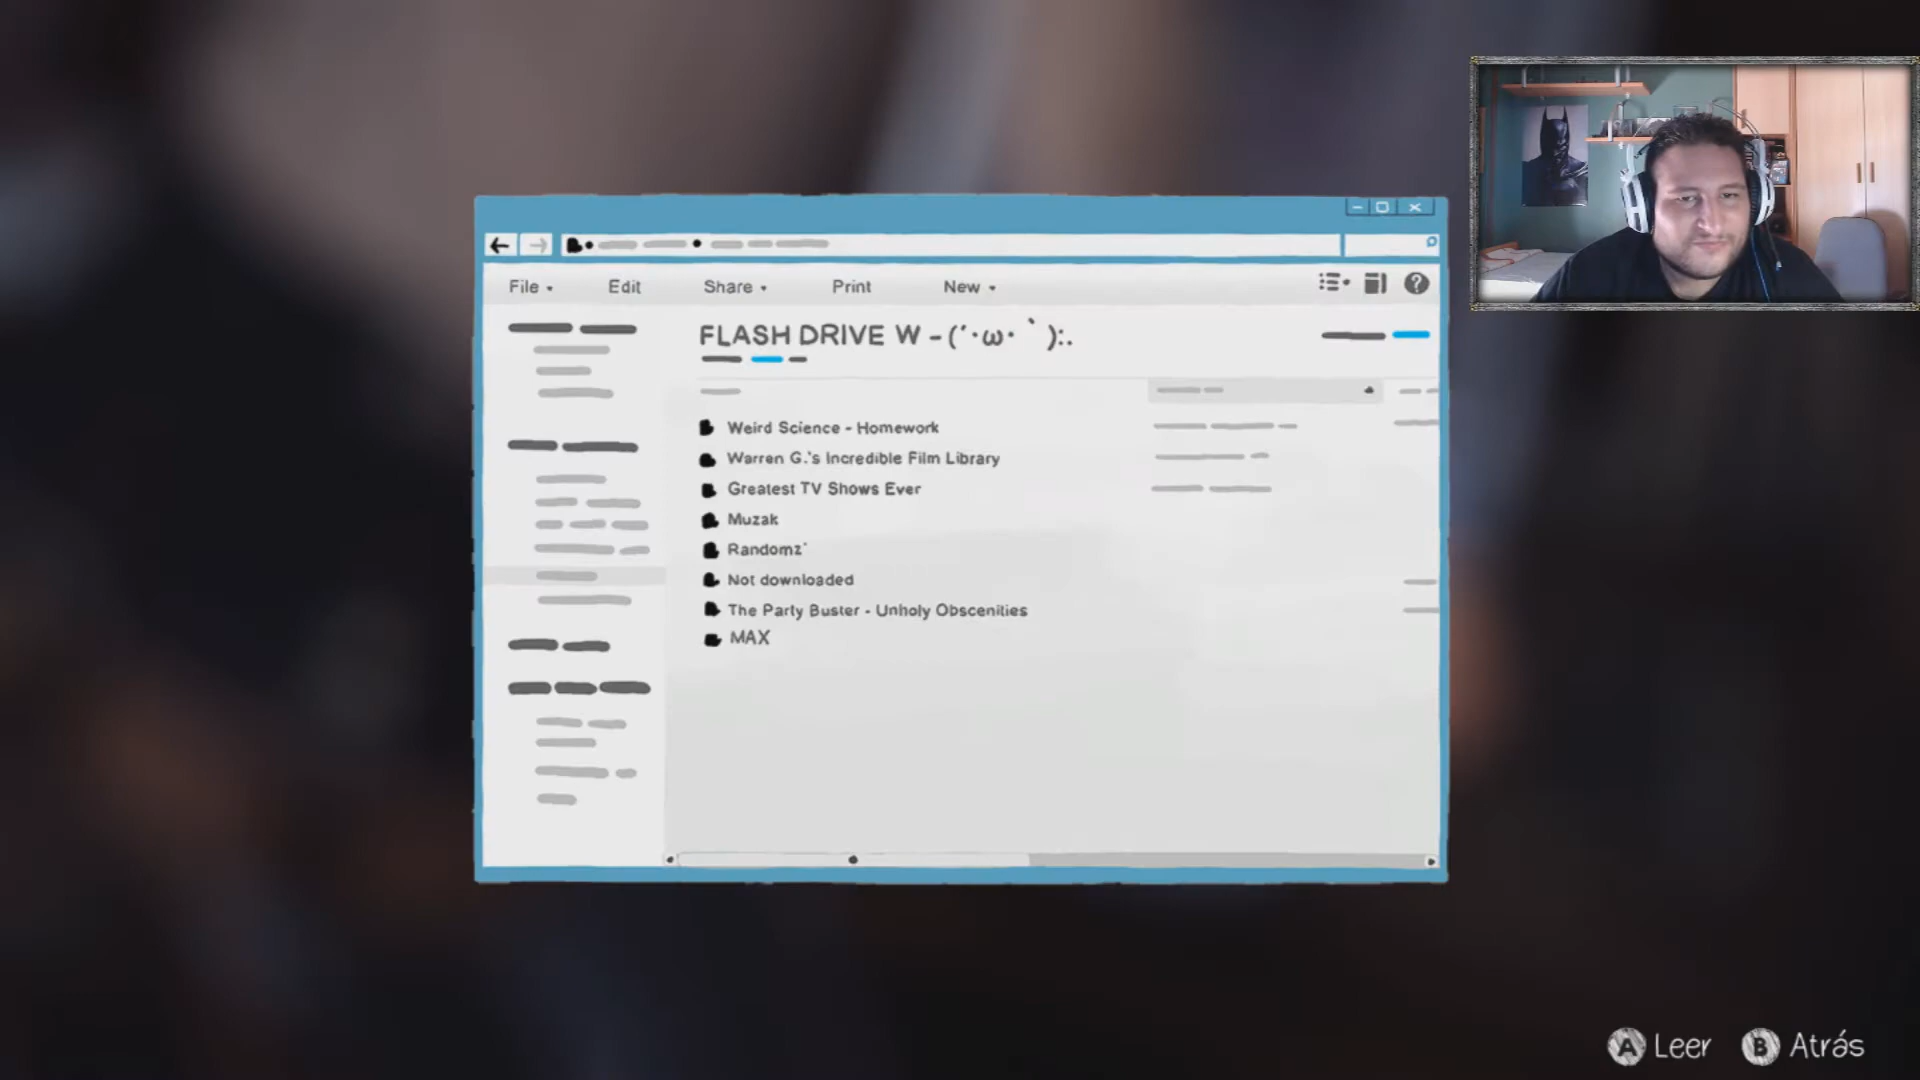 File Edit Share Print New
FLASH DRIVE W - (´･ω･`):.
Weird Science - Homework
Warren G.'s Incredible Film Library
Greatest TV Shows Ever
Muzak
Randomz'
Not downloaded
The Party Buster - Unholy Obscenities
MAX
A Leer B Atrás